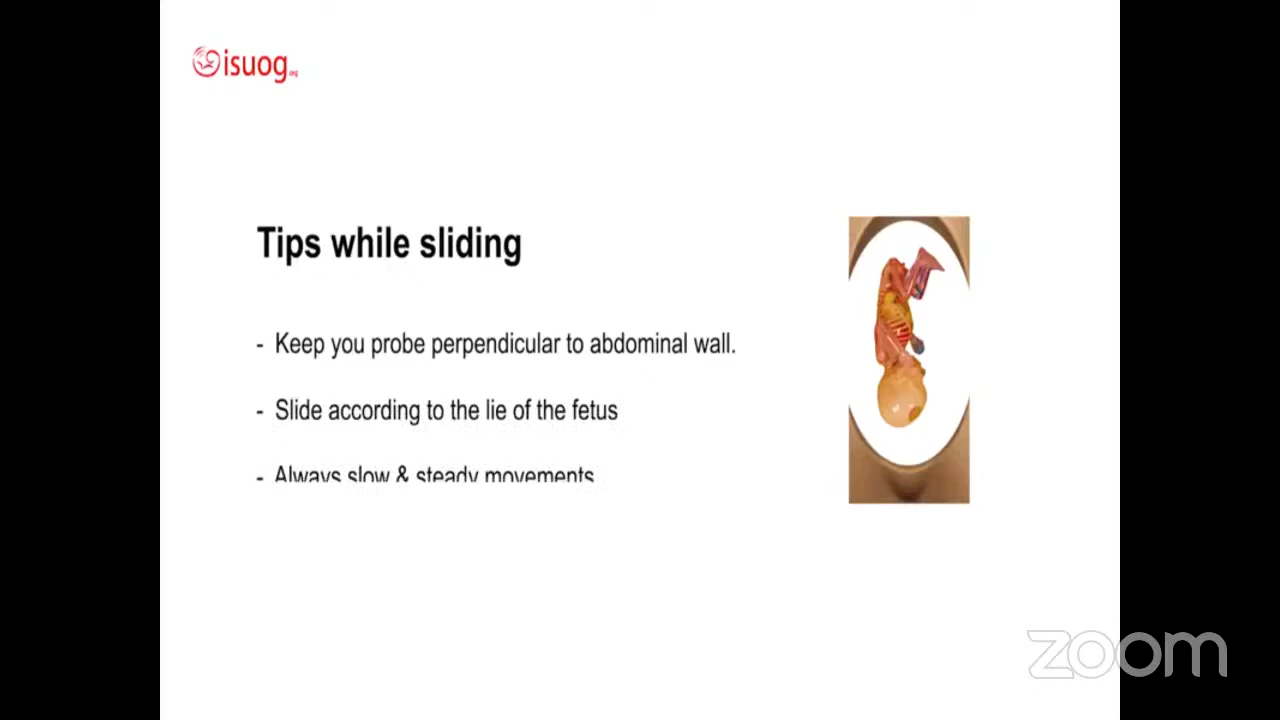 isuog.org
Tips while sliding
- Keep you probe perpendicular to abdominal wall.
- Slide according to the lie of the fetus
- Always slow & steady movements
zoom